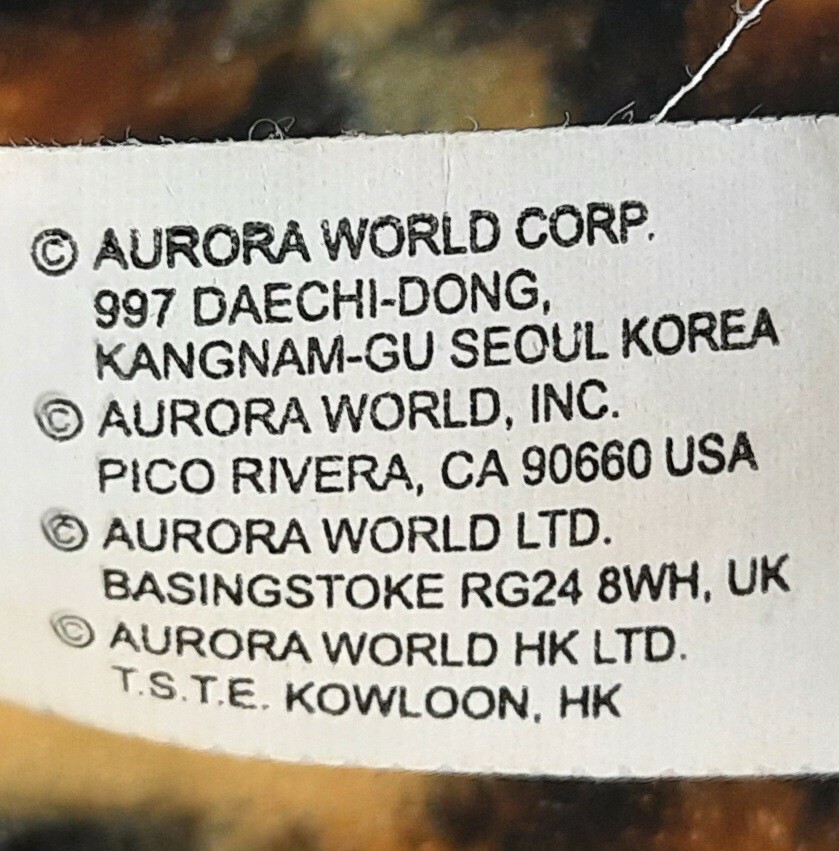 © AURORA WORLD CORP.
997 DAECHI-DONG,
KANGNAM-GU SEOUL KOREA
© AURORA WORLD, INC.
PICO RIVERA, CA 90660 USA
© AURORA WORLD LTD.
BASINGSTOKE RG24 8WH, UK
© AURORA WORLD HK LTD.
T.S.T.E. KOWLOON, HK